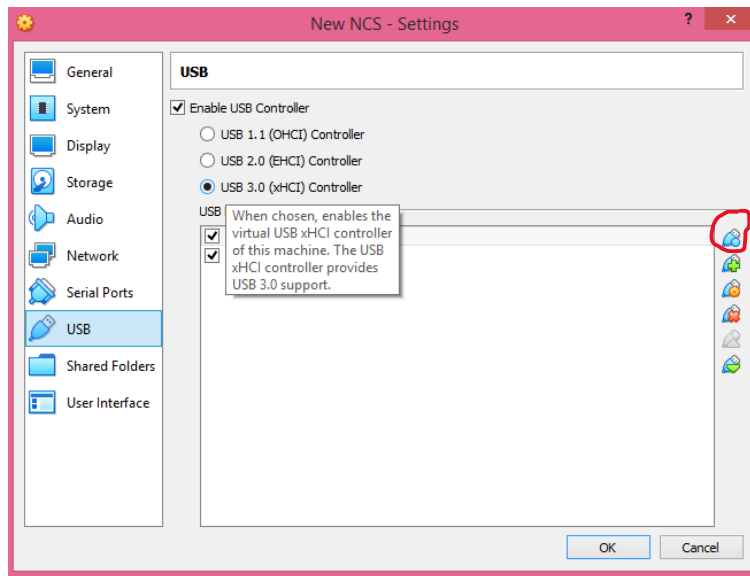 New NCS - Settings
?
×
General
System
Display
Storage
Audio
Network
Serial Ports
USB
Shared Folders
User Interface
USB
Enable USB Controller
USB 1.1 (OHCI) Controller
USB 2.0 (EHCI) Controller
USB 3.0 (xHCI) Controller
USB
When chosen, enables the
virtual USB xHCI controller
of this machine. The USB
xHCI controller provides
USB 3.0 support.
OK
Cancel